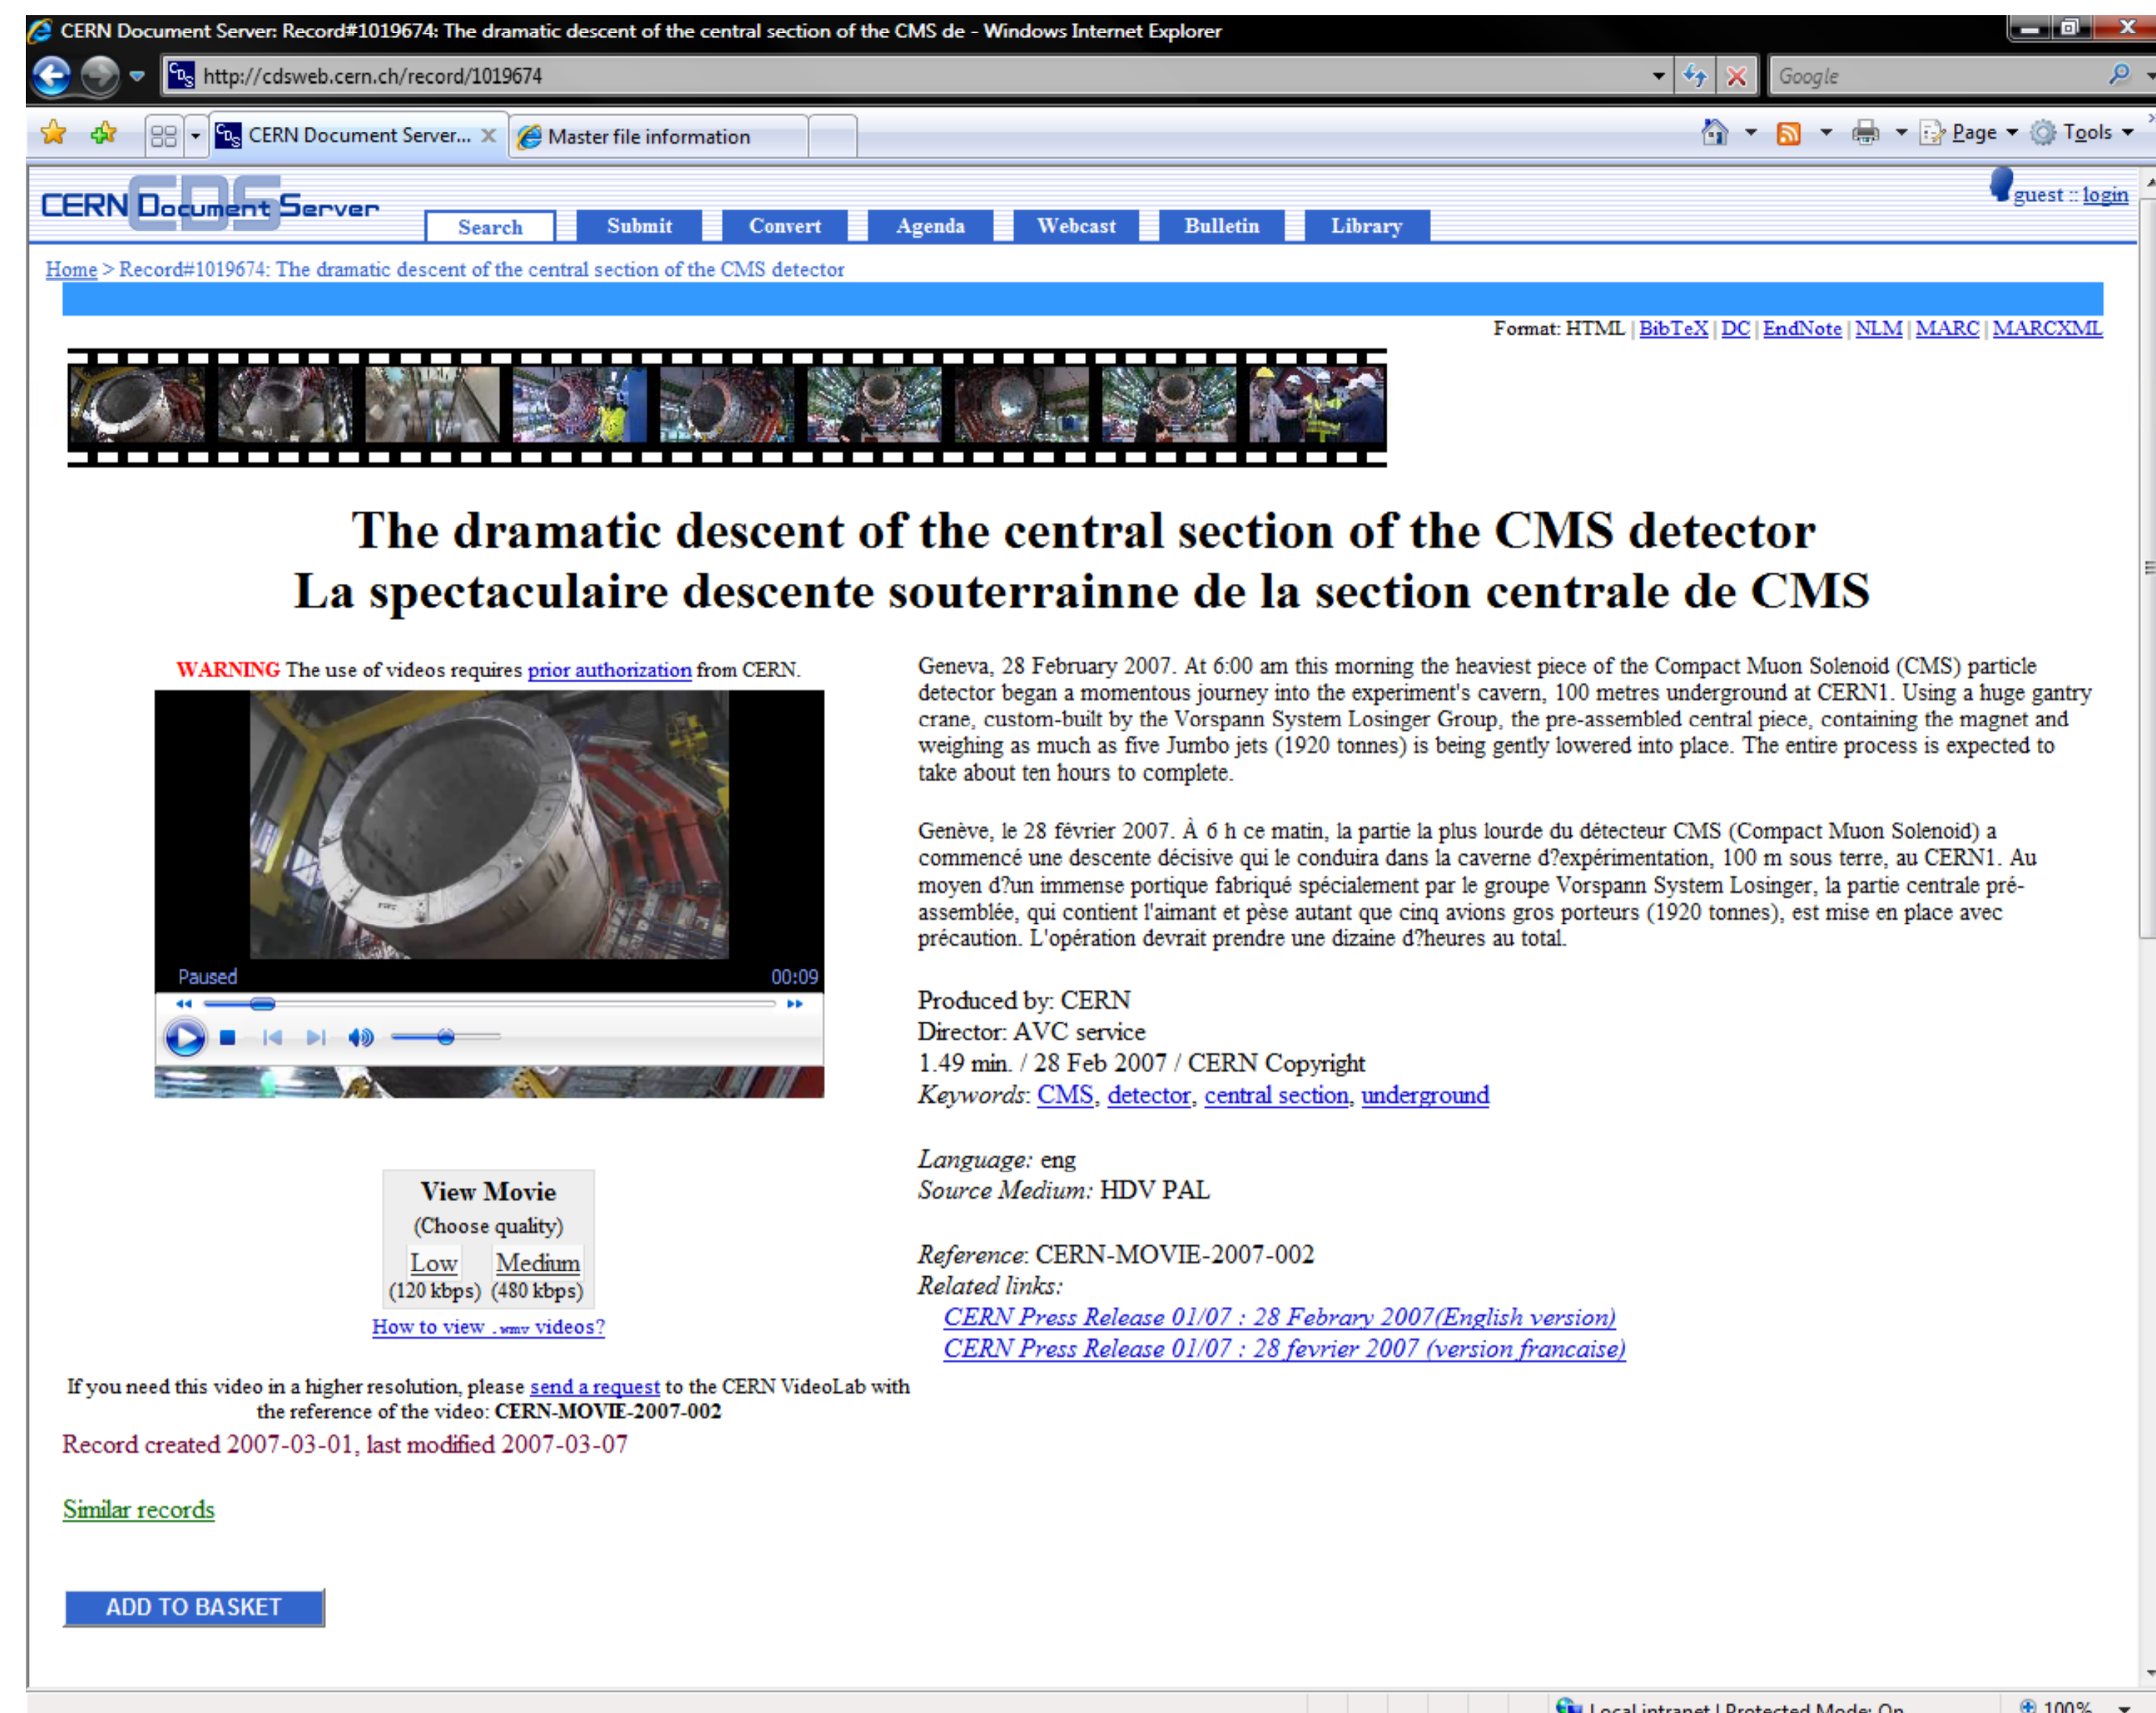 CERN Document Server: Record#1019674: The dramatic descent of the central section of the CMS de - Windows Internet Explorer
http://cdsweb.cern.ch/record/1019674
Google
CERN Document Server...
Master file information
Page
Tools
CERN Document Server
CDS
guest :: login
Search
Submit
Convert
Agenda
Webcast
Bulletin
Library
Home > Record#1019674: The dramatic descent of the central section of the CMS detector
Format: HTML | BibTeX | DC | EndNote | NLM | MARC | MARCXML
The dramatic descent of the central section of the CMS detector
La spectaculaire descente souterrainne de la section centrale de CMS
WARNING The use of videos requires prior authorization from CERN.
Paused
00:09
View Movie
(Choose quality)
Low Medium
(120 kbps) (480 kbps)
How to view .wmv videos?
If you need this video in a higher resolution, please send a request to the CERN VideoLab with
the reference of the video: CERN-MOVIE-2007-002
Geneva, 28 February 2007. At 6:00 am this morning the heaviest piece of the Compact Muon Solenoid (CMS) particle
detector began a momentous journey into the experiment's cavern, 100 metres underground at CERN1. Using a huge gantry
crane, custom-built by the Vorspann System Losinger Group, the pre-assembled central piece, containing the magnet and
weighing as much as five Jumbo jets (1920 tonnes) is being gently lowered into place. The entire process is expected to
take about ten hours to complete.
Genève, le 28 février 2007. À 6 h ce matin, la partie la plus lourde du détecteur CMS (Compact Muon Solenoid) a
commencé une descente décisive qui le conduira dans la caverne d?expérimentation, 100 m sous terre, au CERN1. Au
moyen d?un immense portique fabriqué spécialement par le groupe Vorspann System Losinger, la partie centrale pré-
assemblée, qui contient l'aimant et pèse autant que cinq avions gros porteurs (1920 tonnes), est mise en place avec
précaution. L'opération devrait prendre une dizaine d?heures au total.
Produced by: CERN
Director: AVC service
1.49 min. / 28 Feb 2007 / CERN Copyright
Keywords: CMS, detector, central section, underground
Language: eng
Source Medium: HDV PAL
Reference: CERN-MOVIE-2007-002
Related links:
CERN Press Release 01/07 : 28 Febrary 2007(English version)
CERN Press Release 01/07 : 28 fevrier 2007 (version francaise)
Record created 2007-03-01, last modified 2007-03-07
Similar records
ADD TO BASKET
Local intranet | Protected Mode: On
100%